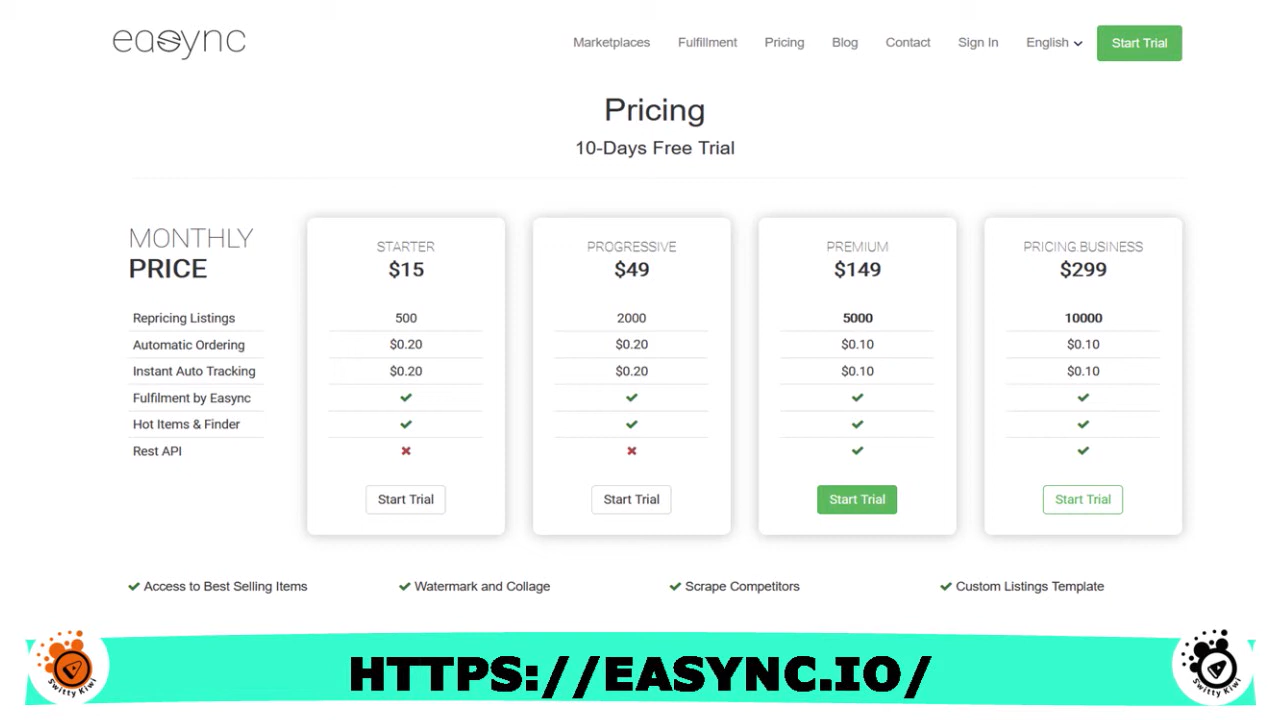 easync
Marketplaces Fulfillment Pricing Blog Contact Sign In English Start Trial
Pricing
10-Days Free Trial
MONTHLY
PRICE
STARTER PROGRESSIVE PREMIUM PRICING.BUSINESS
$15 $49 $149 $299
Repricing Listings 500 2000 5000 10000
Automatic Ordering $0.20 $0.20 $0.10 $0.10
Instant Auto Tracking $0.20 $0.20 $0.10 $0.10
Fulfilment by Easync
Hot Items & Finder
Rest API
Start Trial Start Trial Start Trial Start Trial
Access to Best Selling Items Watermark and Collage Scrape Competitors Custom Listings Template
Switty Kiwi HTTPS://EASYNC.IO/ Switty Kiwi